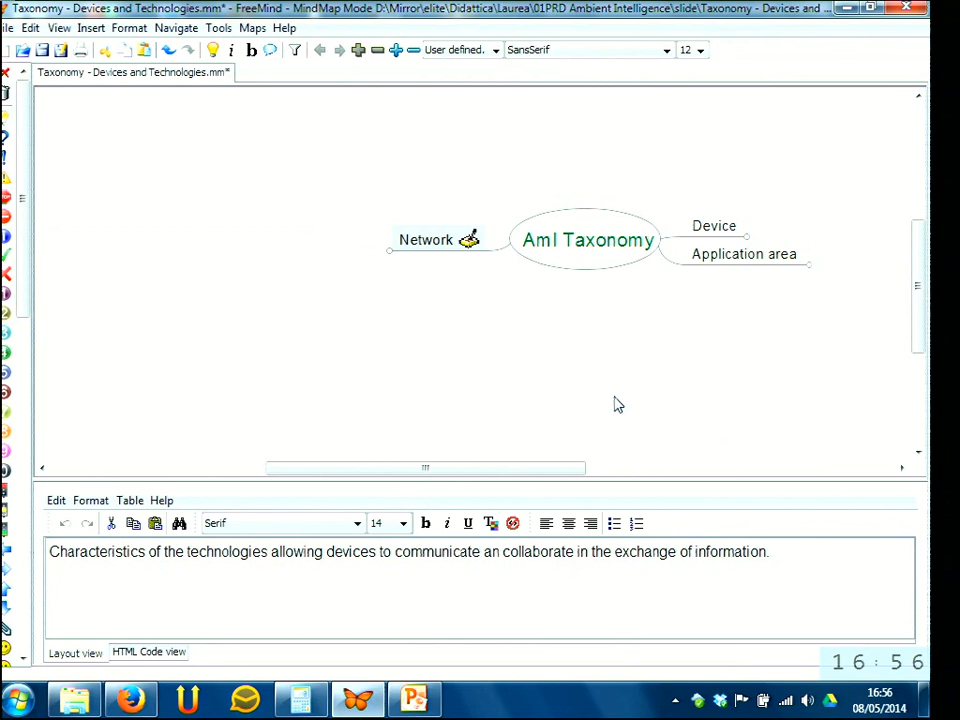 Taxonomy - Devices and Technologies.mm* - FreeMind - MindMap Mode D:\Mirror\elite\Didattica\Laurea\01PRD Ambient Intelligence\slide\Taxonomy - Devices and ...
ile Edit View Insert Format Navigate Tools Maps Help
User defined. SansSerif 12
Taxonomy - Devices and Technologies.mm*
Device
Network AmI Taxonomy
Application area
Edit Format Table Help
Serif 14
Characteristics of the technologies allowing devices to communicate an collaborate in the exchange of information.
Layout view HTML Code view
16:56
16:56
08/05/2014